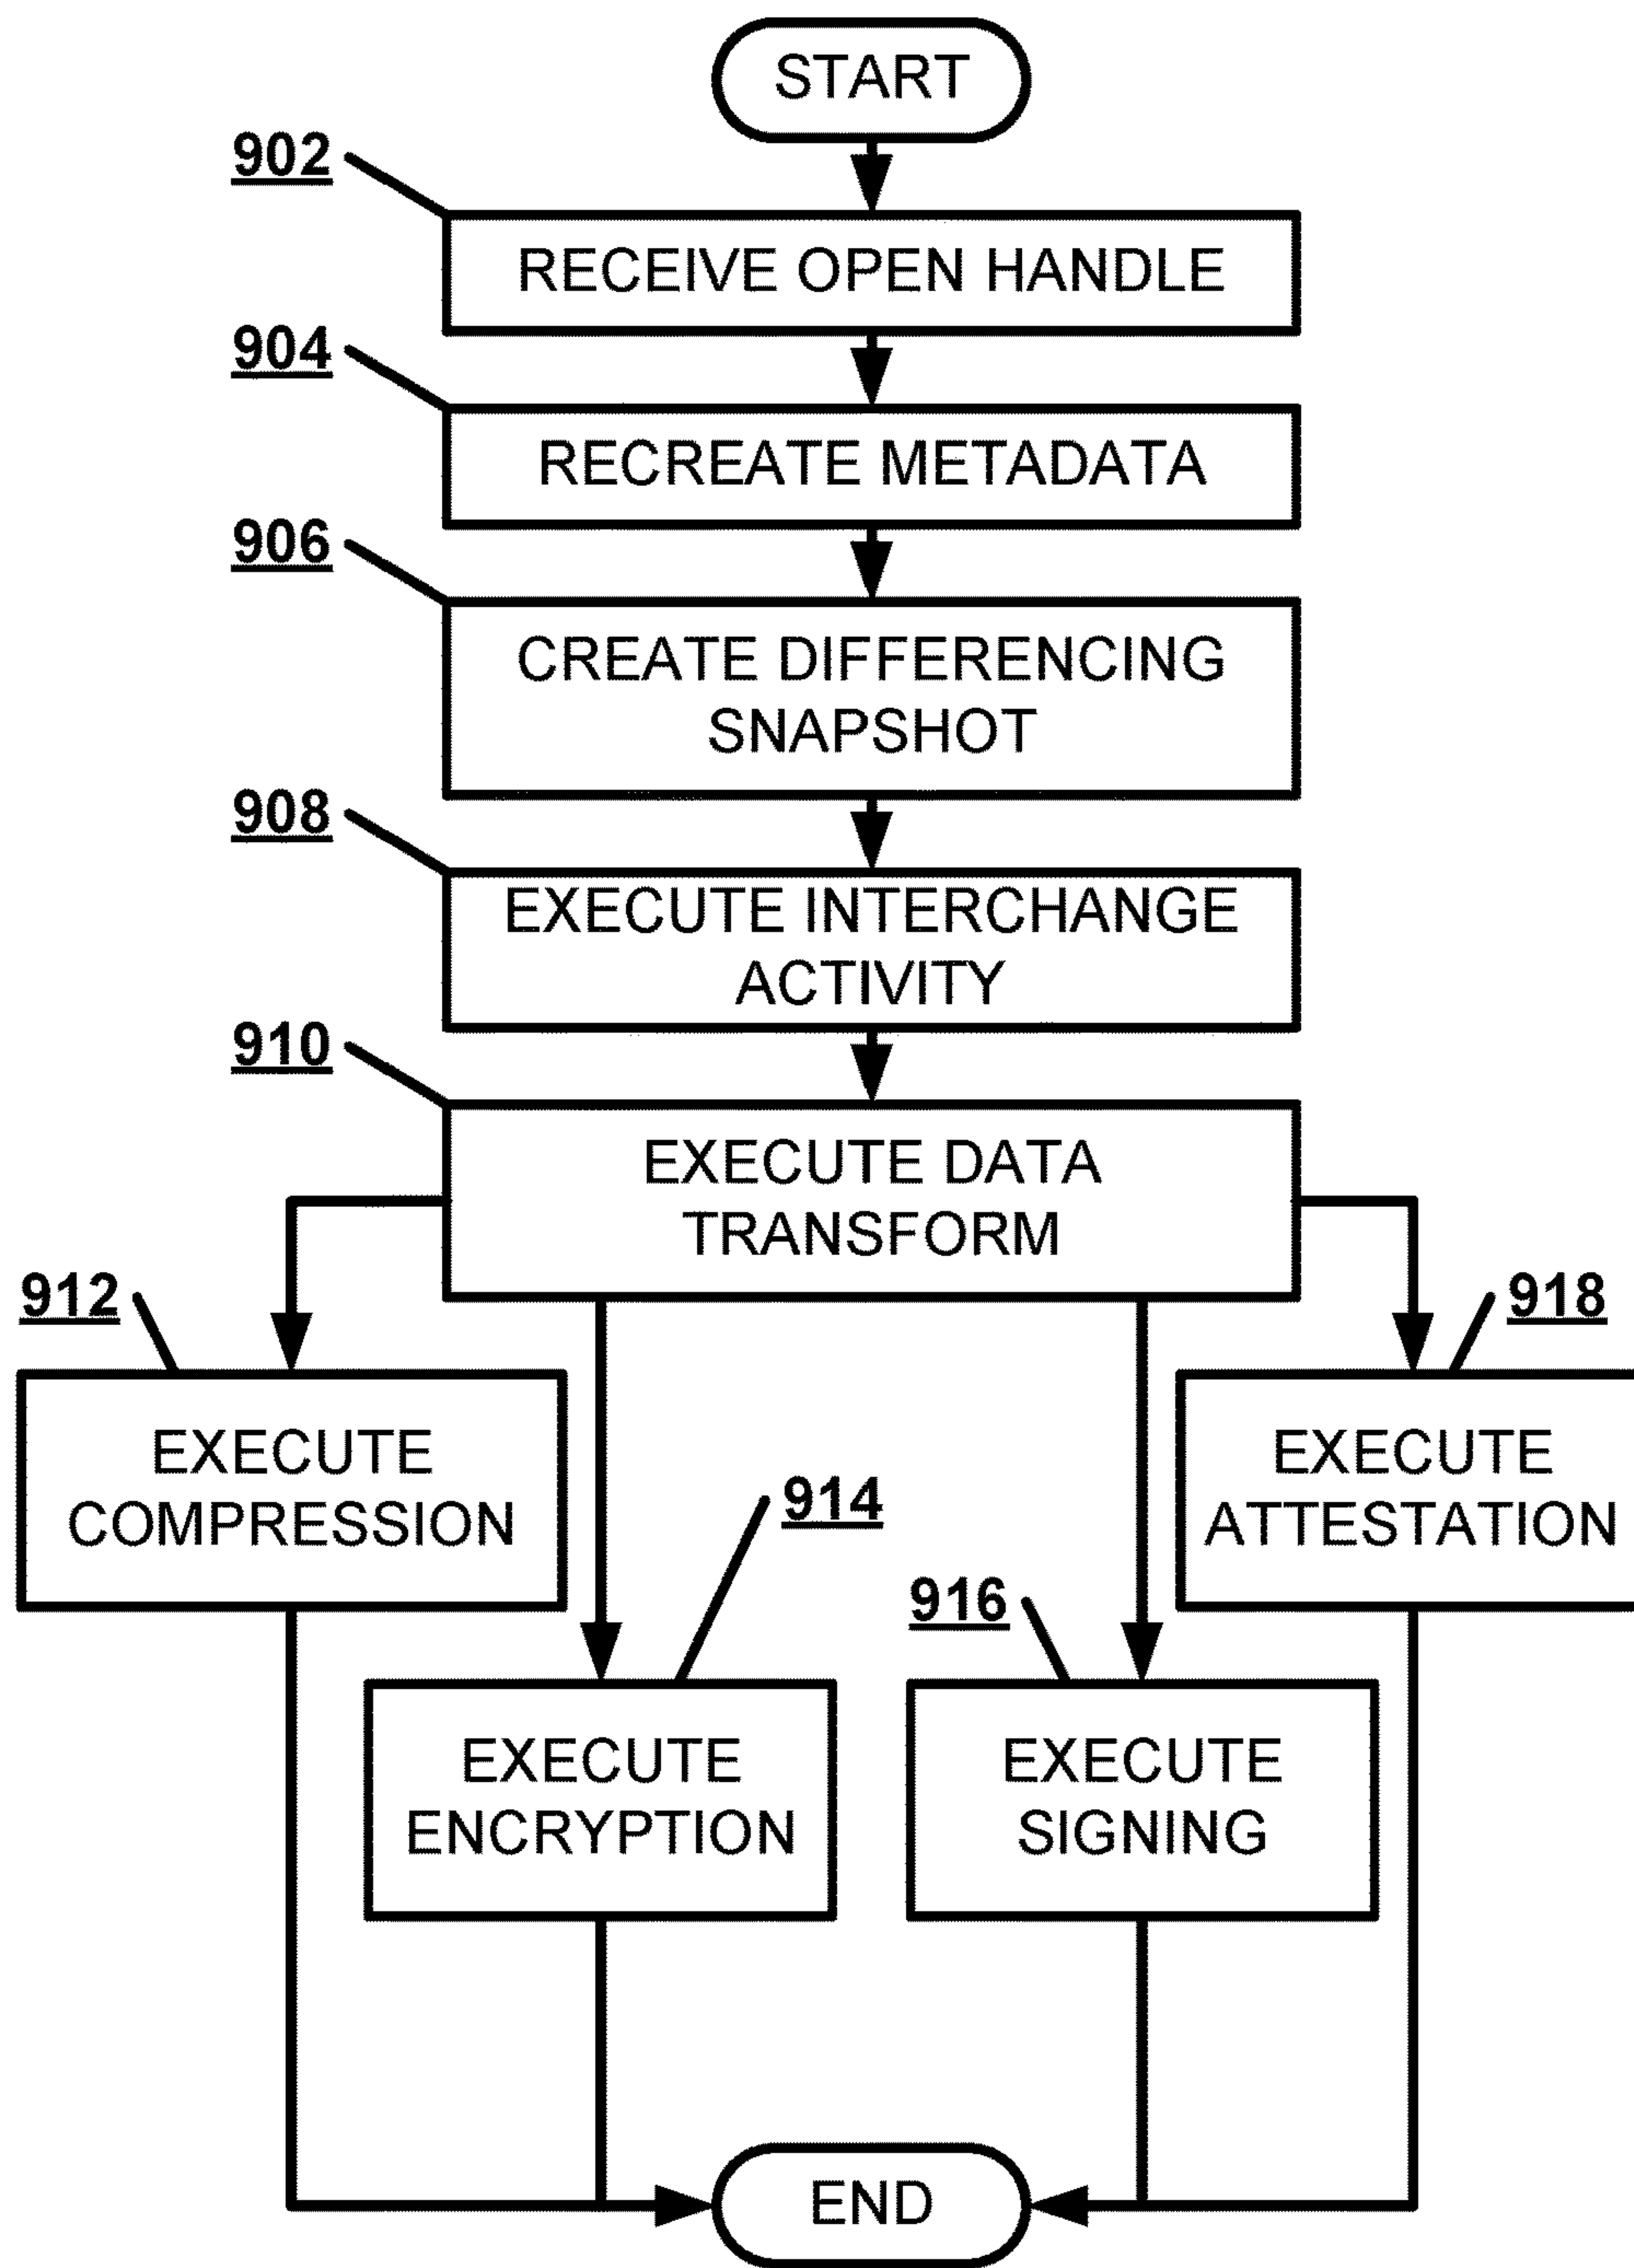 START
902
RECEIVE OPEN HANDLE
904
RECREATE METADATA
906
CREATE DIFFERENCING
SNAPSHOT
908
EXECUTE INTERCHANGE
ACTIVITY
910
EXECUTE DATA
TRANSFORM
912
918
EXECUTE
COMPRESSION
EXECUTE
ATTESTATION
914
916
EXECUTE
ENCRYPTION
EXECUTE
SIGNING
END